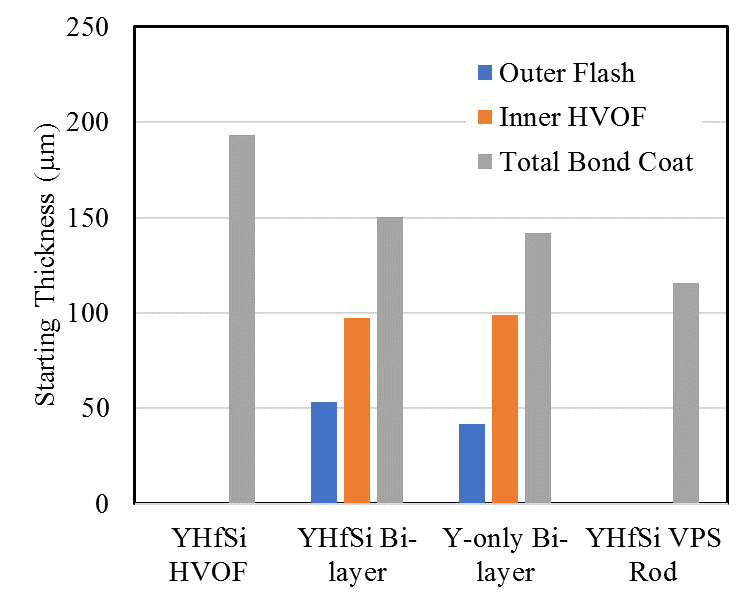 250
200
150
100
50
0
Starting Thickness (μm)
Outer Flash
Inner HVOF
Total Bond Coat
YHfSi
HVOF
YHfSi Bi-
layer
Y-only Bi-
layer
YHfSi VPS
Rod